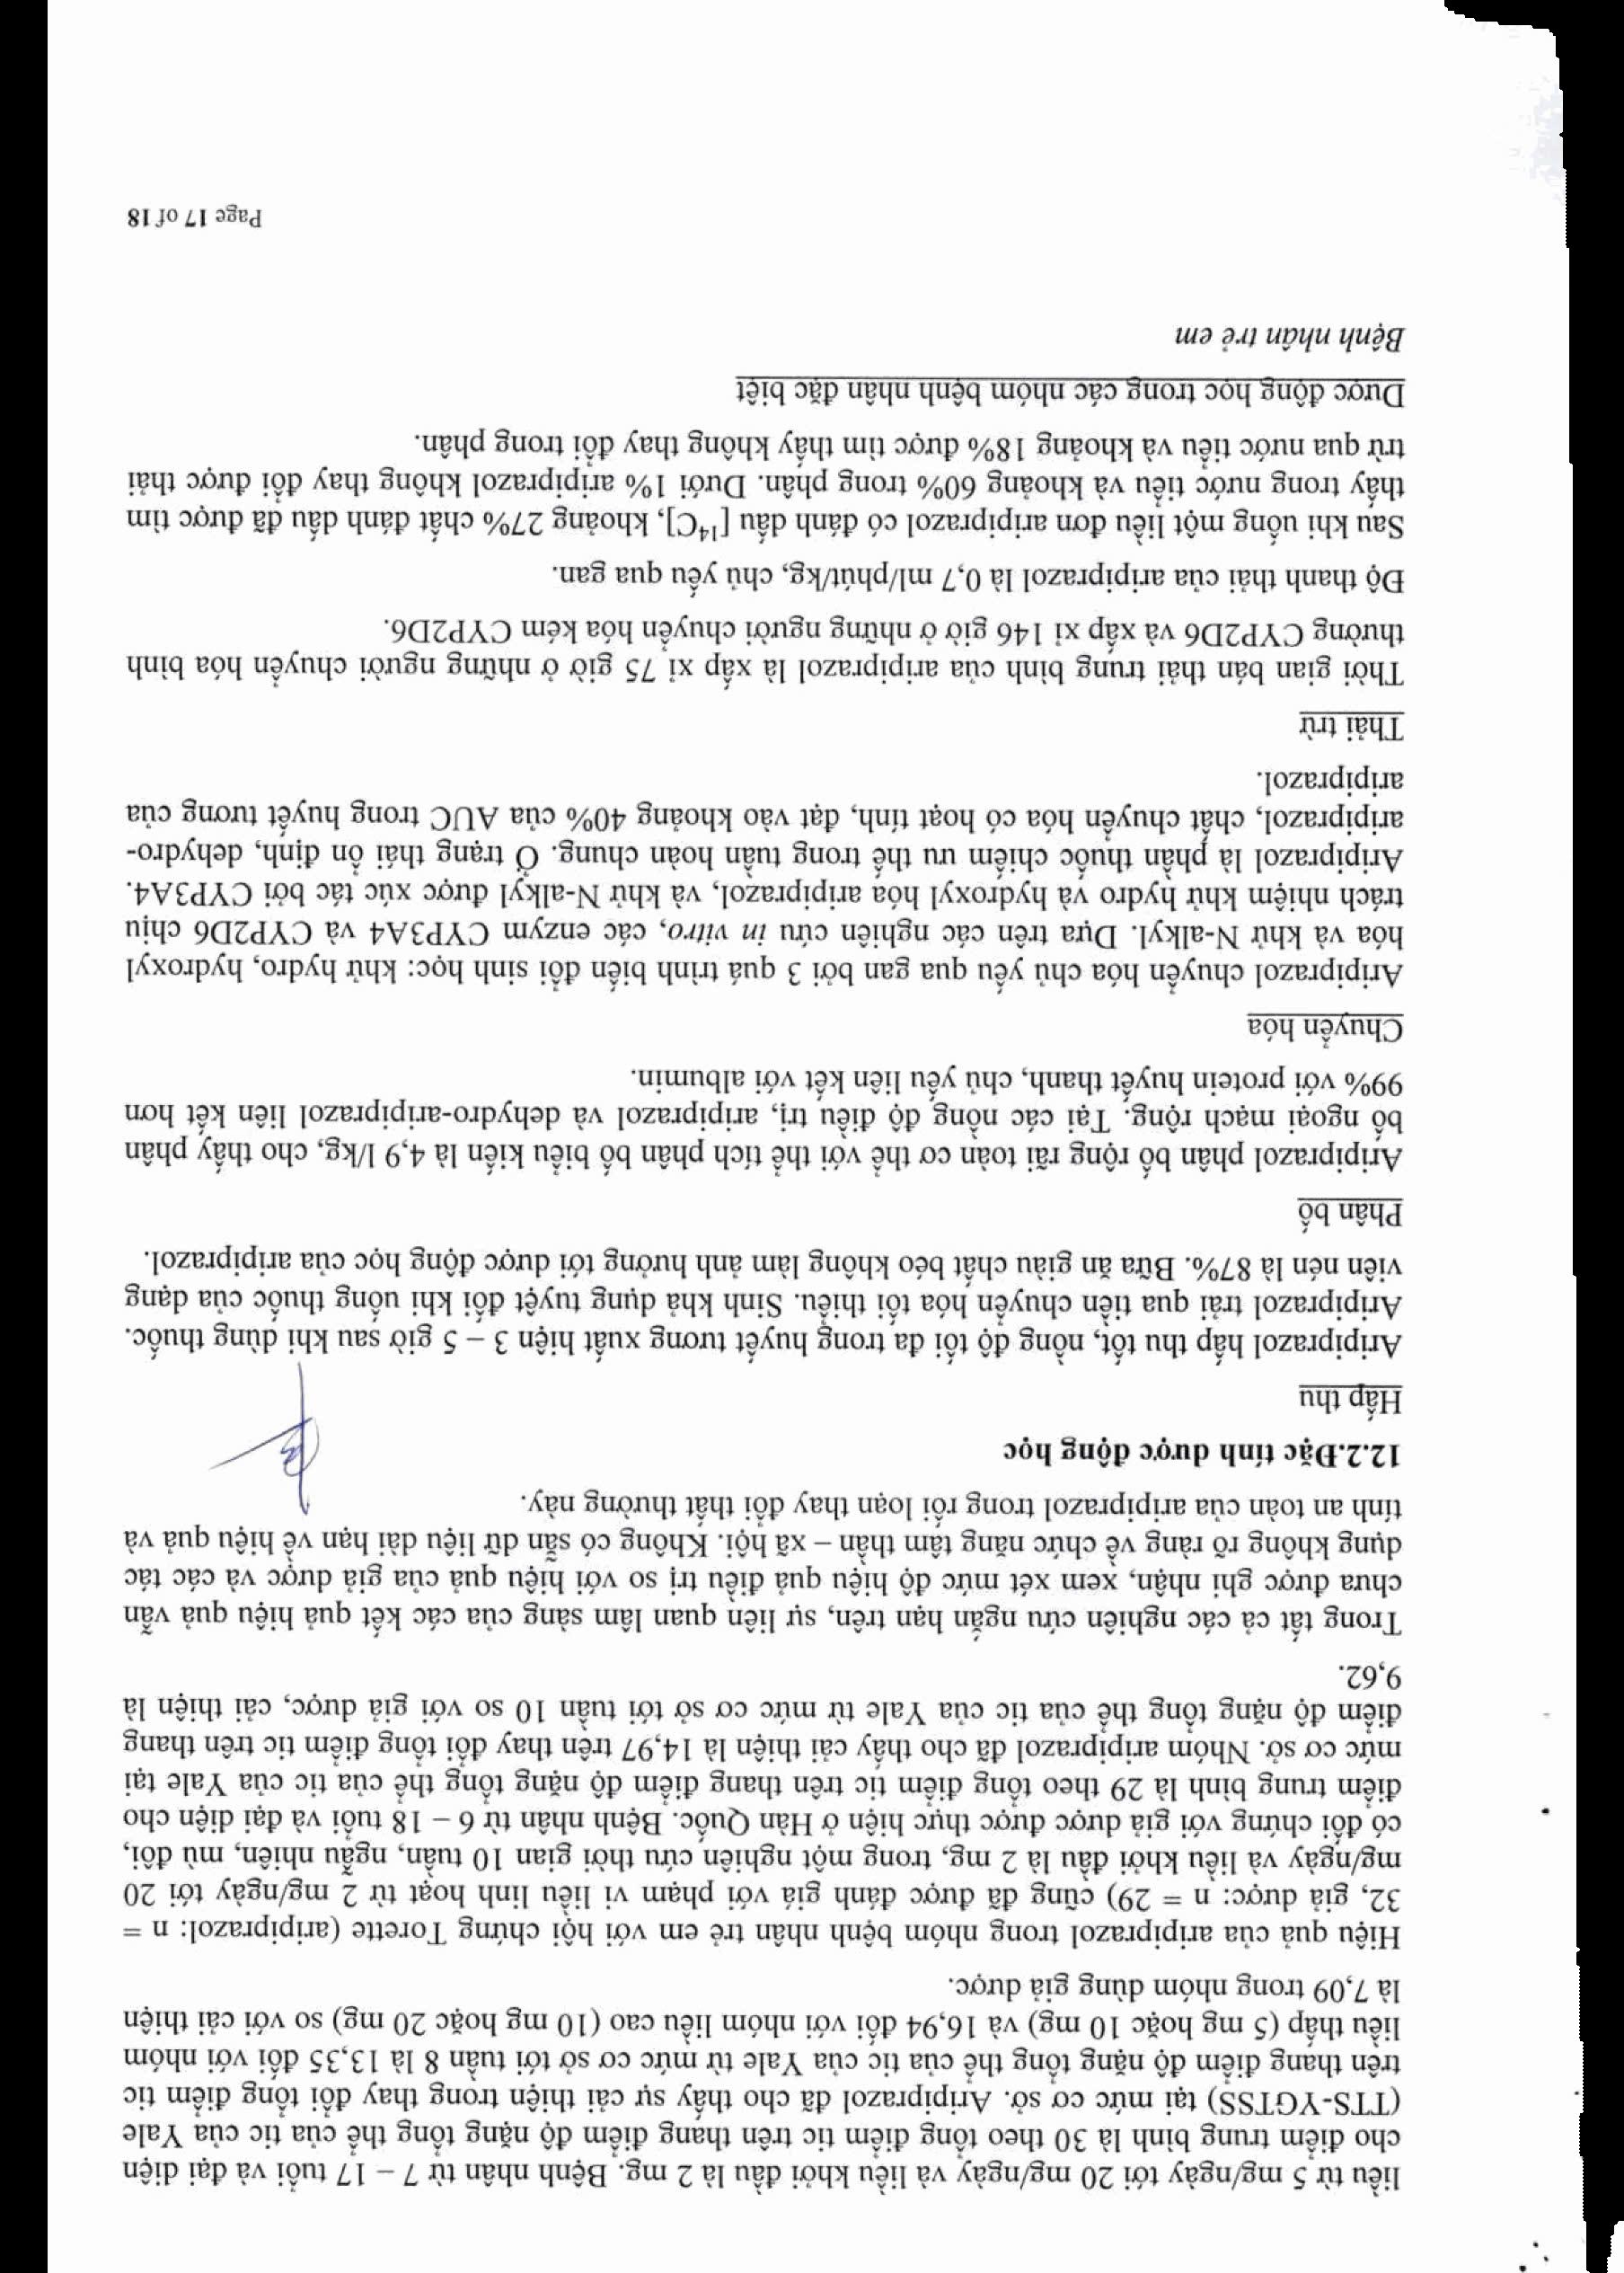 liều từ 5 mg/ngày tới 20 mg/ngày và liều khởi đầu là 2 mg. Bệnh nhân từ 7 – 17 tuổi và đại diện
cho điểm trung bình là 30 theo tổng điểm tic trên thang điểm độ nặng tổng thể của tic của Yale
(TTS-YGTSS) tại mức cơ sở. Aripiprazol đã cho thấy sự cải thiện trong thay đổi tổng điểm tic
trên thang điểm độ nặng tổng thể của tic của Yale từ mức cơ sở tới tuần 8 là 13,35 đối với nhóm
liều thấp (5 mg hoặc 10 mg) và 16,94 đối với nhóm liều cao (10 mg hoặc 20 mg) so với cải thiện
là 7,09 trong nhóm dùng giả dược.
Hiệu quả của aripiprazol trong nhóm bệnh nhân trẻ em với hội chứng Torette (aripiprazol: n =
32, giả dược: n = 29) cũng đã được đánh giá với phạm vi liều linh hoạt từ 2 mg/ngày tới 20
mg/ngày và liều khởi đầu là 2 mg, trong một nghiên cứu thời gian 10 tuần, ngẫu nhiên, mù đôi,
có đối chứng với giả dược được thực hiện ở Hàn Quốc. Bệnh nhân từ 6 – 18 tuổi và đại diện cho
điểm trung bình là 29 theo tổng điểm tic trên thang điểm độ nặng tổng thể của tic của Yale tại
mức cơ sở. Nhóm aripiprazol đã cho thấy cải thiện là 14,97 trên thay đổi tổng điểm tic trên thang
điểm độ nặng tổng thể của tic của Yale từ mức cơ sở tới tuần 10 so với giả dược, cải thiện là
9,62.
Trong tất cả các nghiên cứu ngắn hạn trên, sự liên quan lâm sàng của các kết quả hiệu quả vẫn
chưa được ghi nhận, xem xét mức độ hiệu quả điều trị so với hiệu quả của giả dược và các tác
dụng không rõ ràng về chức năng tâm thần – xã hội. Không có sẵn dữ liệu dài hạn về hiệu quả và
tính an toàn của aripiprazol trong rối loạn thay đổi thất thường này.
12.2.Đặc tính dược động học
Hấp thu
Aripiprazol hấp thu tốt, nồng độ tối đa trong huyết tương xuất hiện 3 – 5 giờ sau khi dùng thuốc.
Aripiprazol trải qua tiền chuyển hóa tối thiểu. Sinh khả dụng tuyệt đối khi uống thuốc của dạng
viên nén là 87%. Bữa ăn giàu chất béo không làm ảnh hưởng tới dược động học của aripiprazol.
Phân bố
Aripiprazol phân bố rộng rãi toàn cơ thể với thể tích phân bố biểu kiến là 4,9 l/kg, cho thấy phân
bố ngoại mạch rộng. Tại các nồng độ điều trị, aripiprazol và dehydro-aripiprazol liên kết hơn
99% với protein huyết thanh, chủ yếu liên kết với albumin.
Chuyển hóa
Aripiprazol chuyển hóa chủ yếu qua gan bởi 3 quá trình biến đổi sinh học: khử hydro, hydroxyl
hóa và khử N-alkyl. Dựa trên các nghiên cứu in vitro, các enzym CYP3A4 và CYP2D6 chịu
trách nhiệm khử hydro và hydroxyl hóa aripiprazol, và khử N-alkyl được xúc tác bởi CYP3A4.
Aripiprazol là phần thuốc chiếm ưu thế trong tuần hoàn chung. Ở trạng thái ổn định, dehydro-
aripiprazol, chất chuyển hóa có hoạt tính, đạt vào khoảng 40% của AUC trong huyết tương của
aripiprazol.
Thải trừ
Thời gian bán thải trung bình của aripiprazol là xấp xỉ 75 giờ ở những người chuyển hóa bình
thường CYP2D6 và xấp xỉ 146 giờ ở những người chuyển hóa kém CYP2D6.
Độ thanh thải của aripiprazol là 0,7 ml/phút/kg, chủ yếu qua gan.
Sau khi uống một liều đơn aripiprazol có đánh dấu [¹⁴C], khoảng 27% chất đánh dấu đã được tìm
thấy trong nước tiểu và khoảng 60% trong phân. Dưới 1% aripiprazol không thay đổi được thải
trừ qua nước tiểu và khoảng 18% được tìm thấy không thay đổi trong phân.
Dược động học trong các nhóm bệnh nhân đặc biệt
Bệnh nhân trẻ em
Page 17 of 18